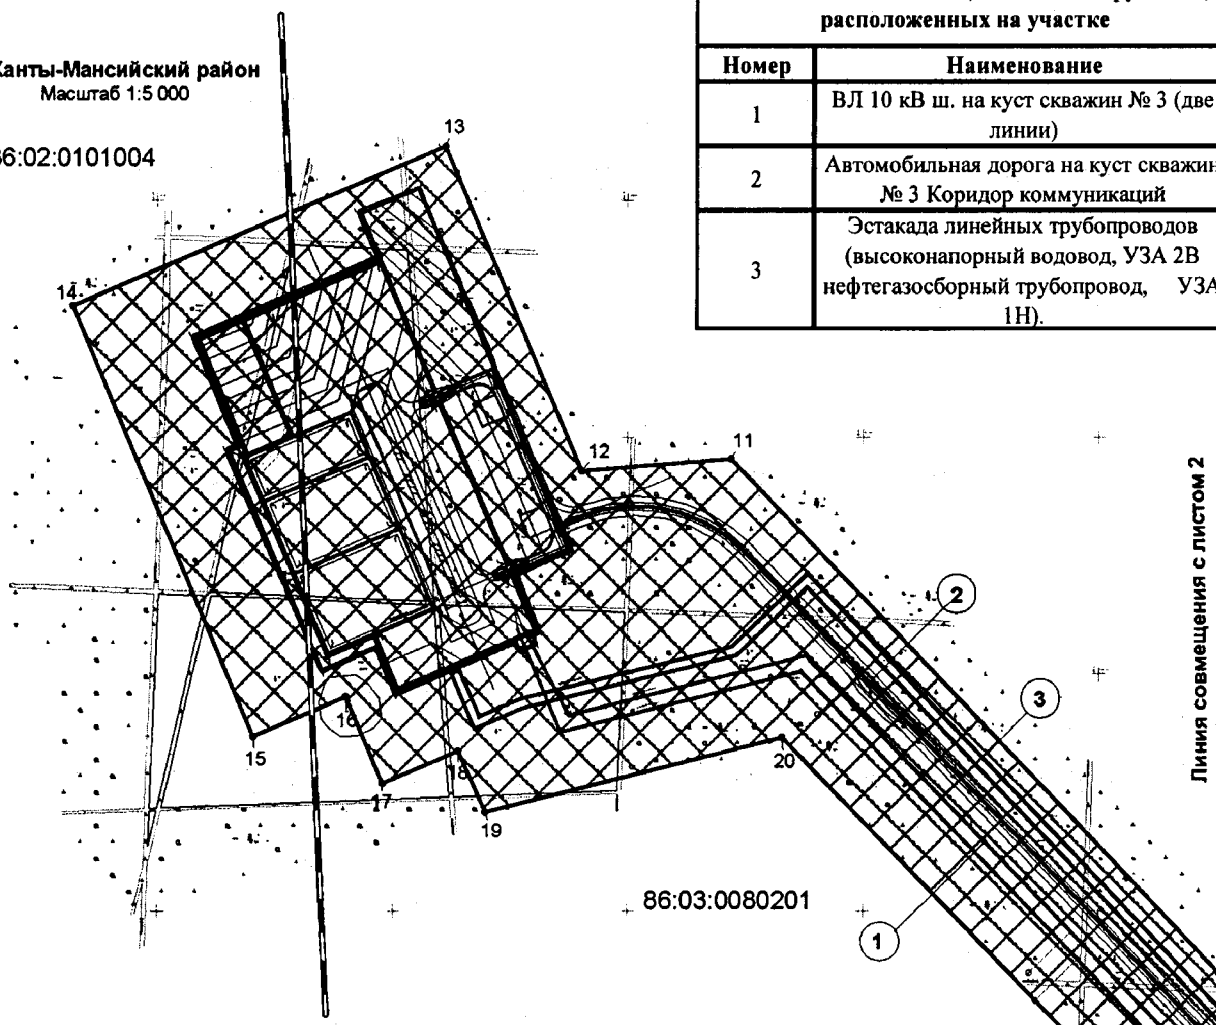 расположенных на участке
Номер
Наименование
1
ВЛ 10 кВ ш. на куст скважин № 3 (две
линии)
2
Автомобильная дорога на куст скважин
№ 3 Коридор коммуникаций
3
Эстакада линейных трубопроводов
(высоконапорный водовод, УЗА 2В
нефтегазосборный трубопровод, УЗА
1Н).
Ханты-Мансийский район
Масштаб 1:5 000
86:02:0101004
13
14
12
11
2
3
16
15
17
18
19
20
86:03:0080201
1
Линия совмещения с листом 2